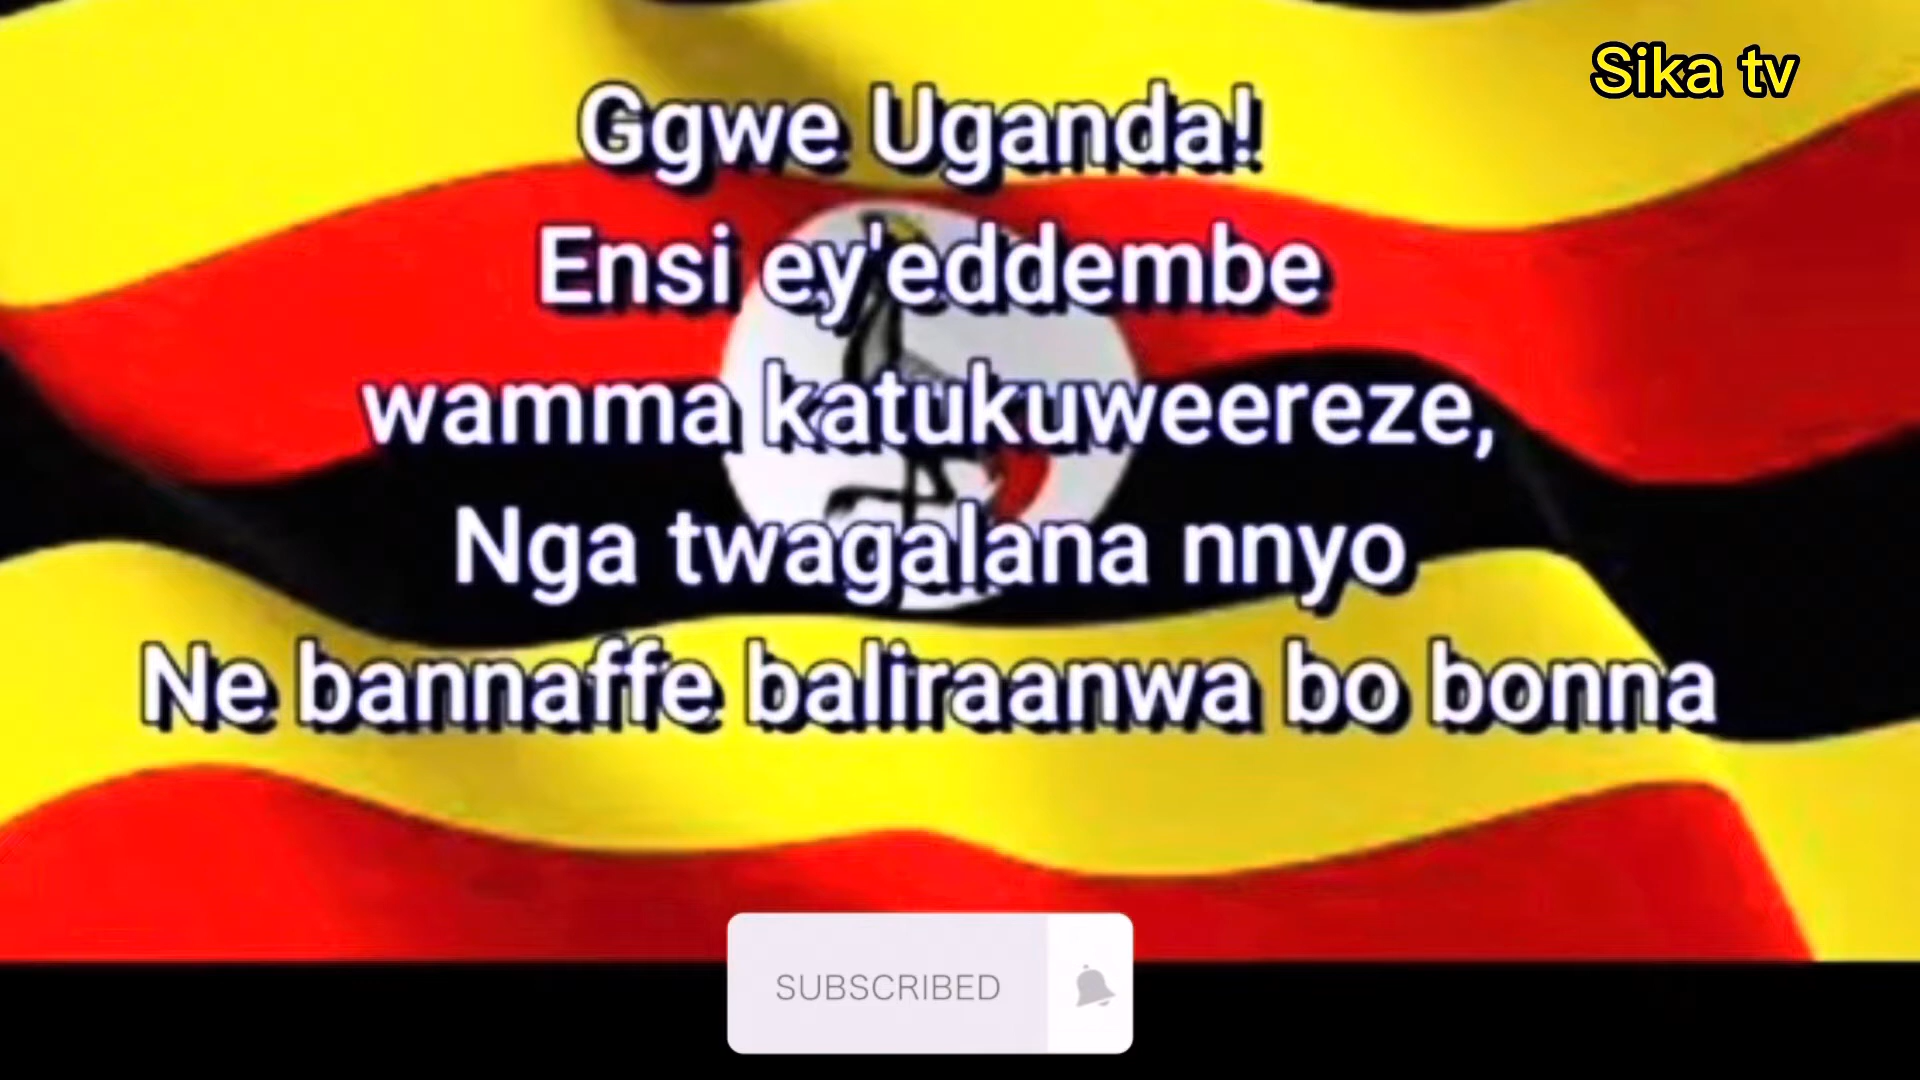 Sika tv
Ggwe Uganda!
Ensi ey'eddembe
wamma katukuweereze,
Nga twagalana nnyo
Ne bannaffe baliraanwa bo bonna
SUBSCRIBED